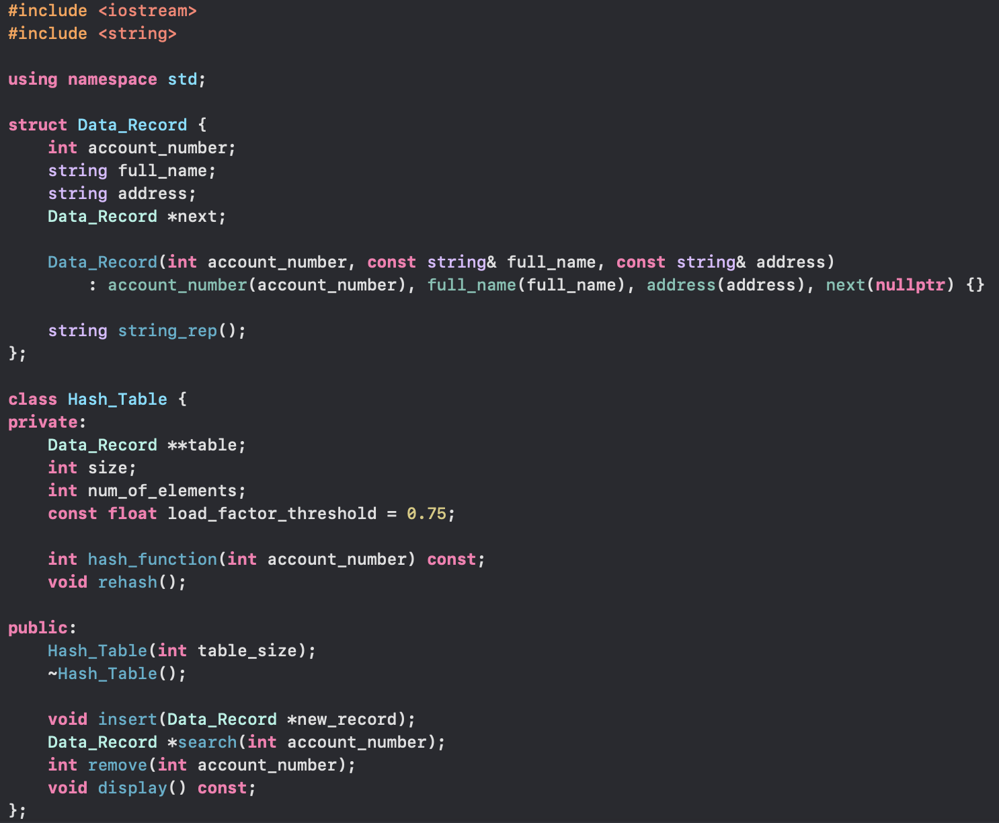 #include <iostream>
#include <string>

using namespace std;

struct Data_Record {
    int account_number;
    string full_name;
    string address;
    Data_Record *next;

    Data_Record(int account_number, const string& full_name, const string& address)
        : account_number(account_number), full_name(full_name), address(address), next(nullptr) {}

    string string_rep();
};

class Hash_Table {
private:
    Data_Record **table;
    int size;
    int num_of_elements;
    const float load_factor_threshold = 0.75;

    int hash_function(int account_number) const;
    void rehash();

public:
    Hash_Table(int table_size);
    ~Hash_Table();

    void insert(Data_Record *new_record);
    Data_Record *search(int account_number);
    int remove(int account_number);
    void display() const;
};